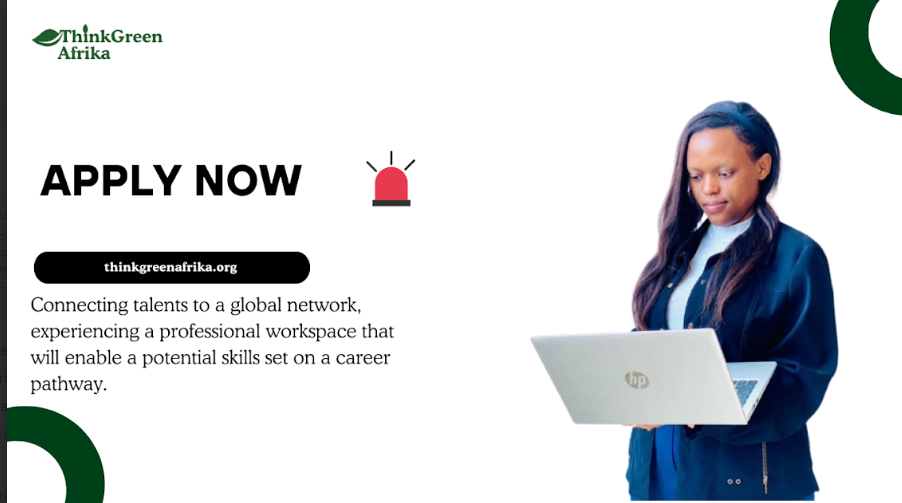 ThinkGreen
Afrika
APPLY NOW
thinkgreenafrika.org
Connecting talents to a global network,
experiencing a professional workspace that
will enable a potential skills set on a career
pathway.
hp